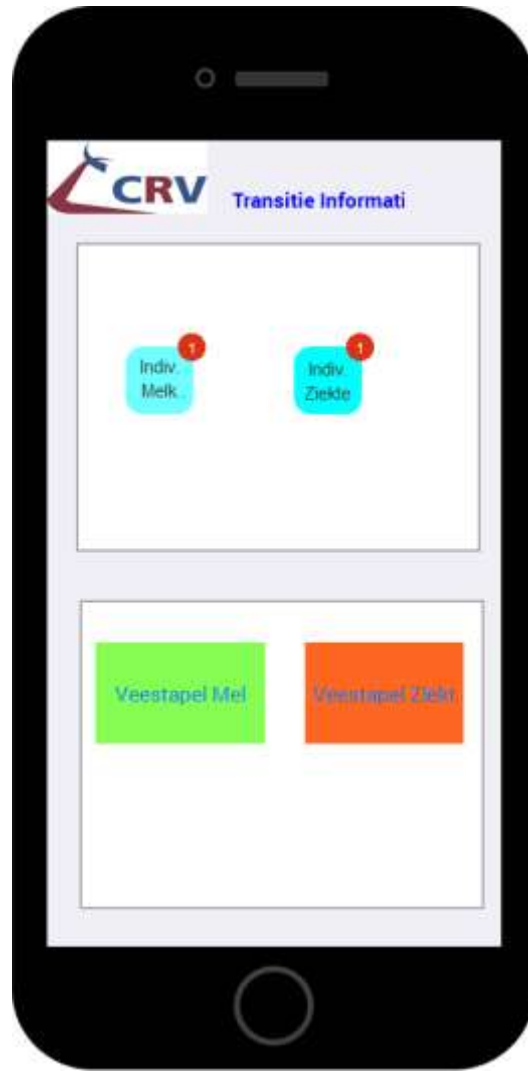 CRV
Transitie Informati
1
1
Indiv.
Melk..
Indiv.
Ziekte
Veestapel Mel
Veestapel Ziekt